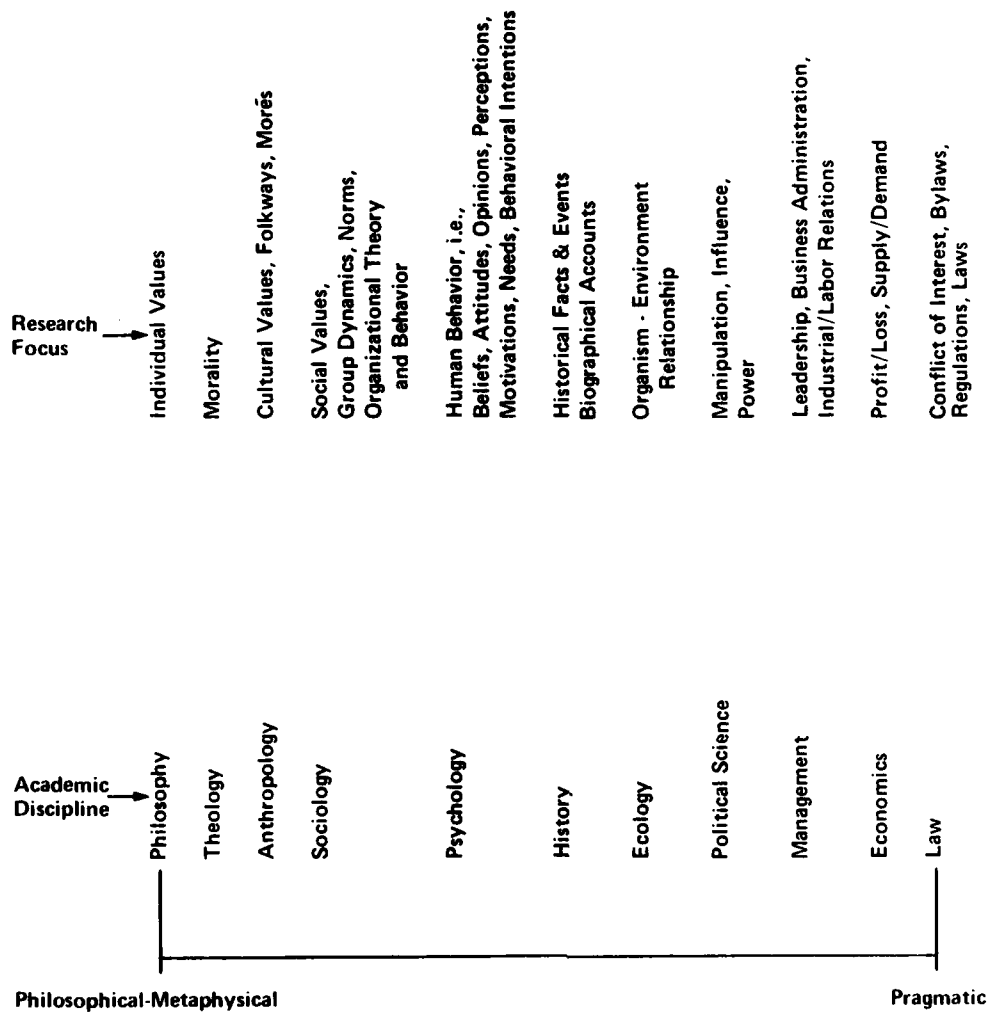 Research
Focus
Individual Values
Morality
Cultural Values, Folkways, Morés
Social Values,
Group Dynamics, Norms,
Organizational Theory
and Behavior
Human Behavior, i.e.,
Beliefs, Attitudes, Opinions, Perceptions,
Motivations, Needs, Behavioral Intentions
Historical Facts & Events
Biographical Accounts
Organism - Environment
Relationship
Manipulation, Influence,
Power
Leadership, Business Administration,
Industrial/Labor Relations
Profit/Loss, Supply/Demand
Conflict of Interest, Bylaws,
Regulations, Laws
Academic
Discipline
Philosophy
Theology
Anthropology
Sociology
Psychology
History
Ecology
Political Science
Management
Economics
Law
Philosophical-Metaphysical
Pragmatic